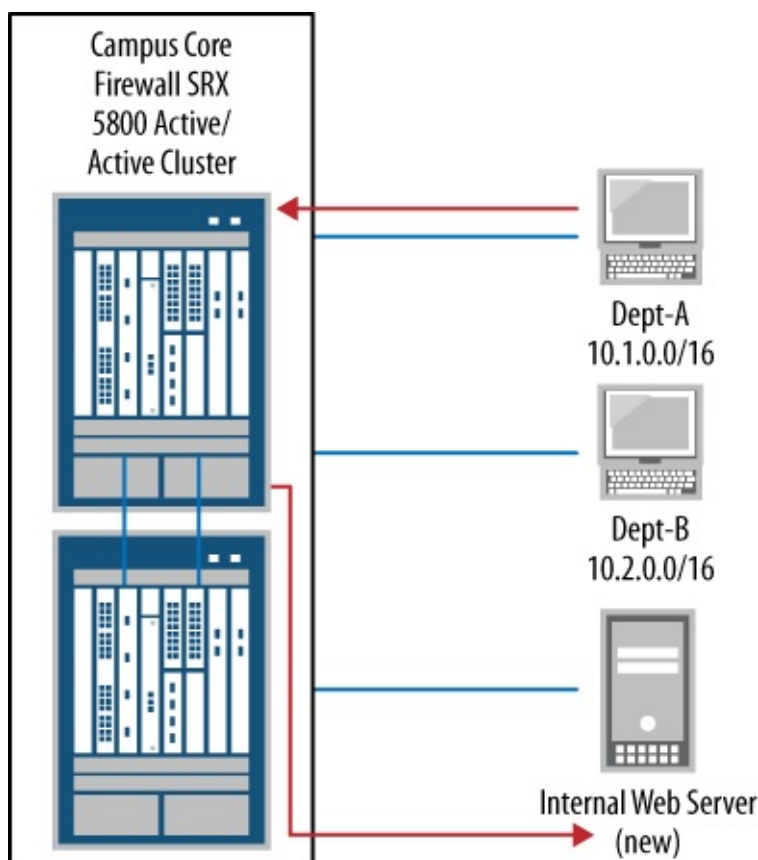 Campus Core
Firewall SRX
5800 Active/
Active Cluster
Dept-A
10.1.0.0/16
Dept-B
10.2.0.0/16
Internal Web Server
(new)